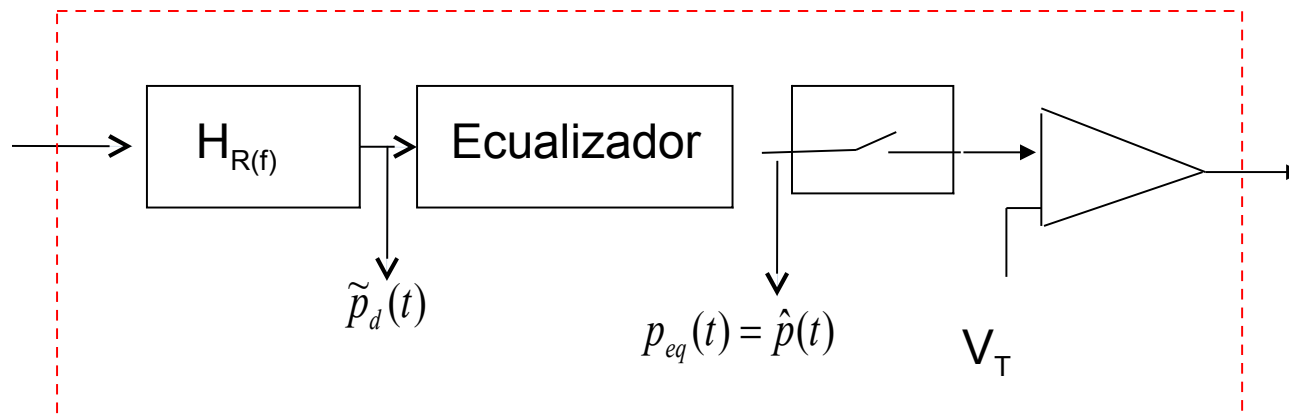 H_R(f)
Ecualizador
p̃_d(t)
p_eq(t) = p̂(t)
V_T